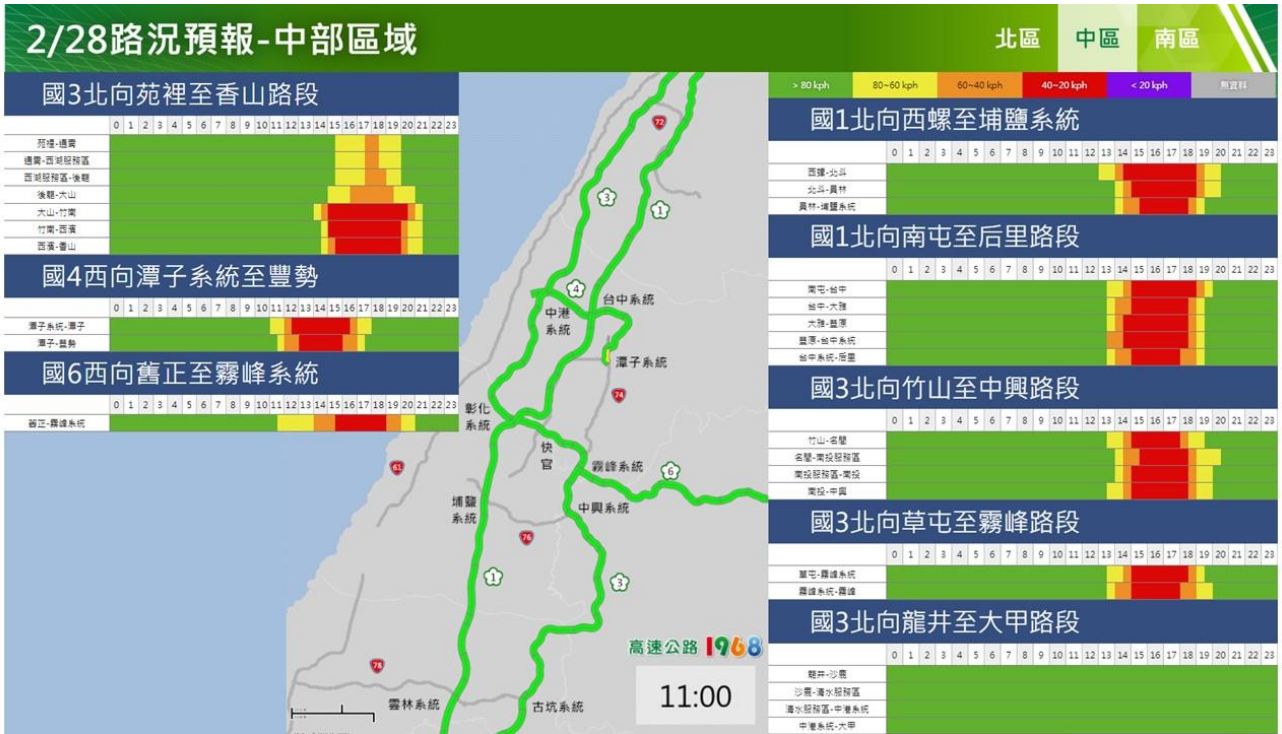 2/28路況預報-中部區域
北區 中區 南區
國3北向苑裡至香山路段
0 1 2 3 4 5 6 7 8 9 10 11 12 13 14 15 16 17 18 19 20 21 22 23
苑裡-通霄
通霄-西湖服務區
西湖服務區-後龍
後龍-大山
大山-竹南
竹南-西濱
西濱-香山
國4西向潭子系統至豐勢
0 1 2 3 4 5 6 7 8 9 10 11 12 13 14 15 16 17 18 19 20 21 22 23
潭子系統-潭子
潭子-豐勢
國6西向舊正至霧峰系統
0 1 2 3 4 5 6 7 8 9 10 11 12 13 14 15 16 17 18 19 20 21 22 23
舊正-霧峰系統
72
3
1
4
台中系統
中港
系統
潭子系統
74
彰化
系統
快
官
61
霧峰系統
6
埔鹽
系統
中興系統
76
1
3
高速公路 1968
78
雲林系統
古坑系統
11:00
> 80 kph 80~60 kph 60~40 kph 40~20 kph < 20 kph 無資料
國1北向西螺至埔鹽系統
0 1 2 3 4 5 6 7 8 9 10 11 12 13 14 15 16 17 18 19 20 21 22 23
西螺-北斗
北斗-員林
員林-埔鹽系統
國1北向南屯至后里路段
0 1 2 3 4 5 6 7 8 9 10 11 12 13 14 15 16 17 18 19 20 21 22 23
南屯-台中
台中-大雅
大雅-豐原
豐原-台中系統
台中系統-后里
國3北向竹山至中興路段
0 1 2 3 4 5 6 7 8 9 10 11 12 13 14 15 16 17 18 19 20 21 22 23
竹山-名間
名間-南投服務區
南投服務區-南投
南投-中興
國3北向草屯至霧峰路段
0 1 2 3 4 5 6 7 8 9 10 11 12 13 14 15 16 17 18 19 20 21 22 23
草屯-霧峰系統
霧峰系統-霧峰
國3北向龍井至大甲路段
0 1 2 3 4 5 6 7 8 9 10 11 12 13 14 15 16 17 18 19 20 21 22 23
龍井-沙鹿
沙鹿-清水服務區
清水服務區-中港系統
中港系統-大甲